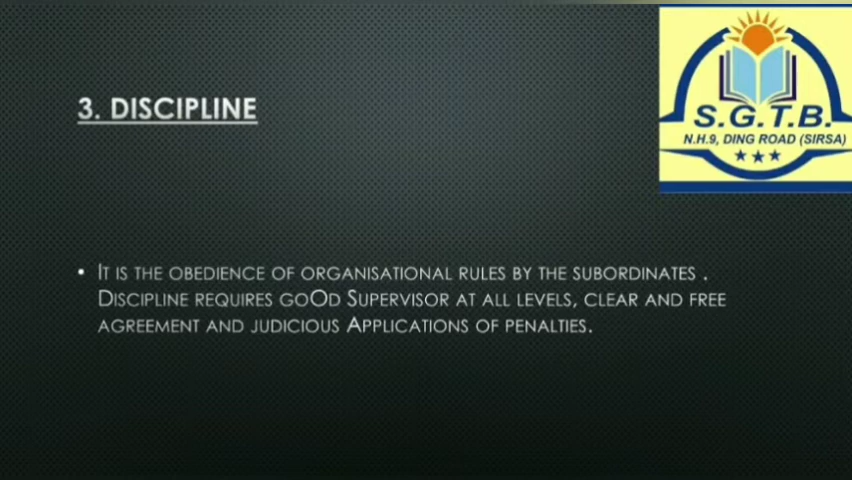 3. DISCIPLINE
S.G.T.B.
N.H.9, DING ROAD (SIRSA)
• IT IS THE OBEDIENCE OF ORGANISATIONAL RULES BY THE SUBORDINATES .
DISCIPLINE REQUIRES GOOD SUPERVISOR AT ALL LEVELS, CLEAR AND FREE
AGREEMENT AND JUDICIOUS APPLICATIONS OF PENALTIES.